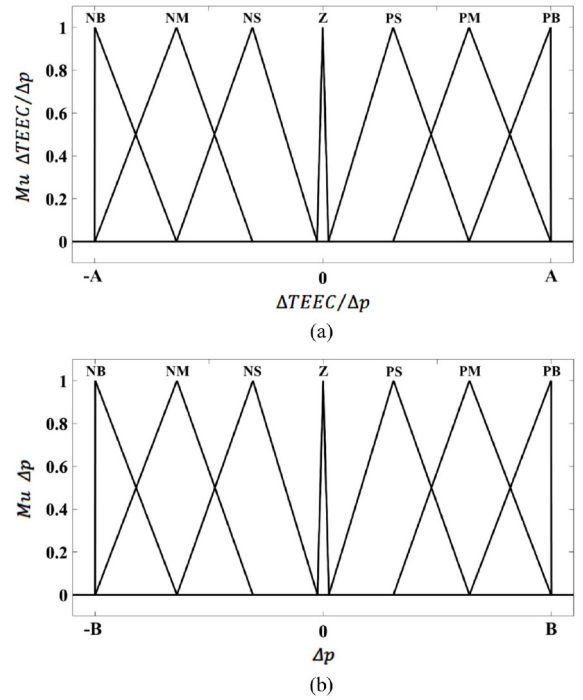 NB NM NS Z PS PM PB
1
0.8
0.6
0.4
0.2
0
Mu ΔTEEC/Δp
-A 0 A
ΔTEEC/Δp
(a)
NB NM NS Z PS PM PB
1
0.8
0.6
0.4
0.2
0
Mu Δp
-B 0 B
Δp
(b)